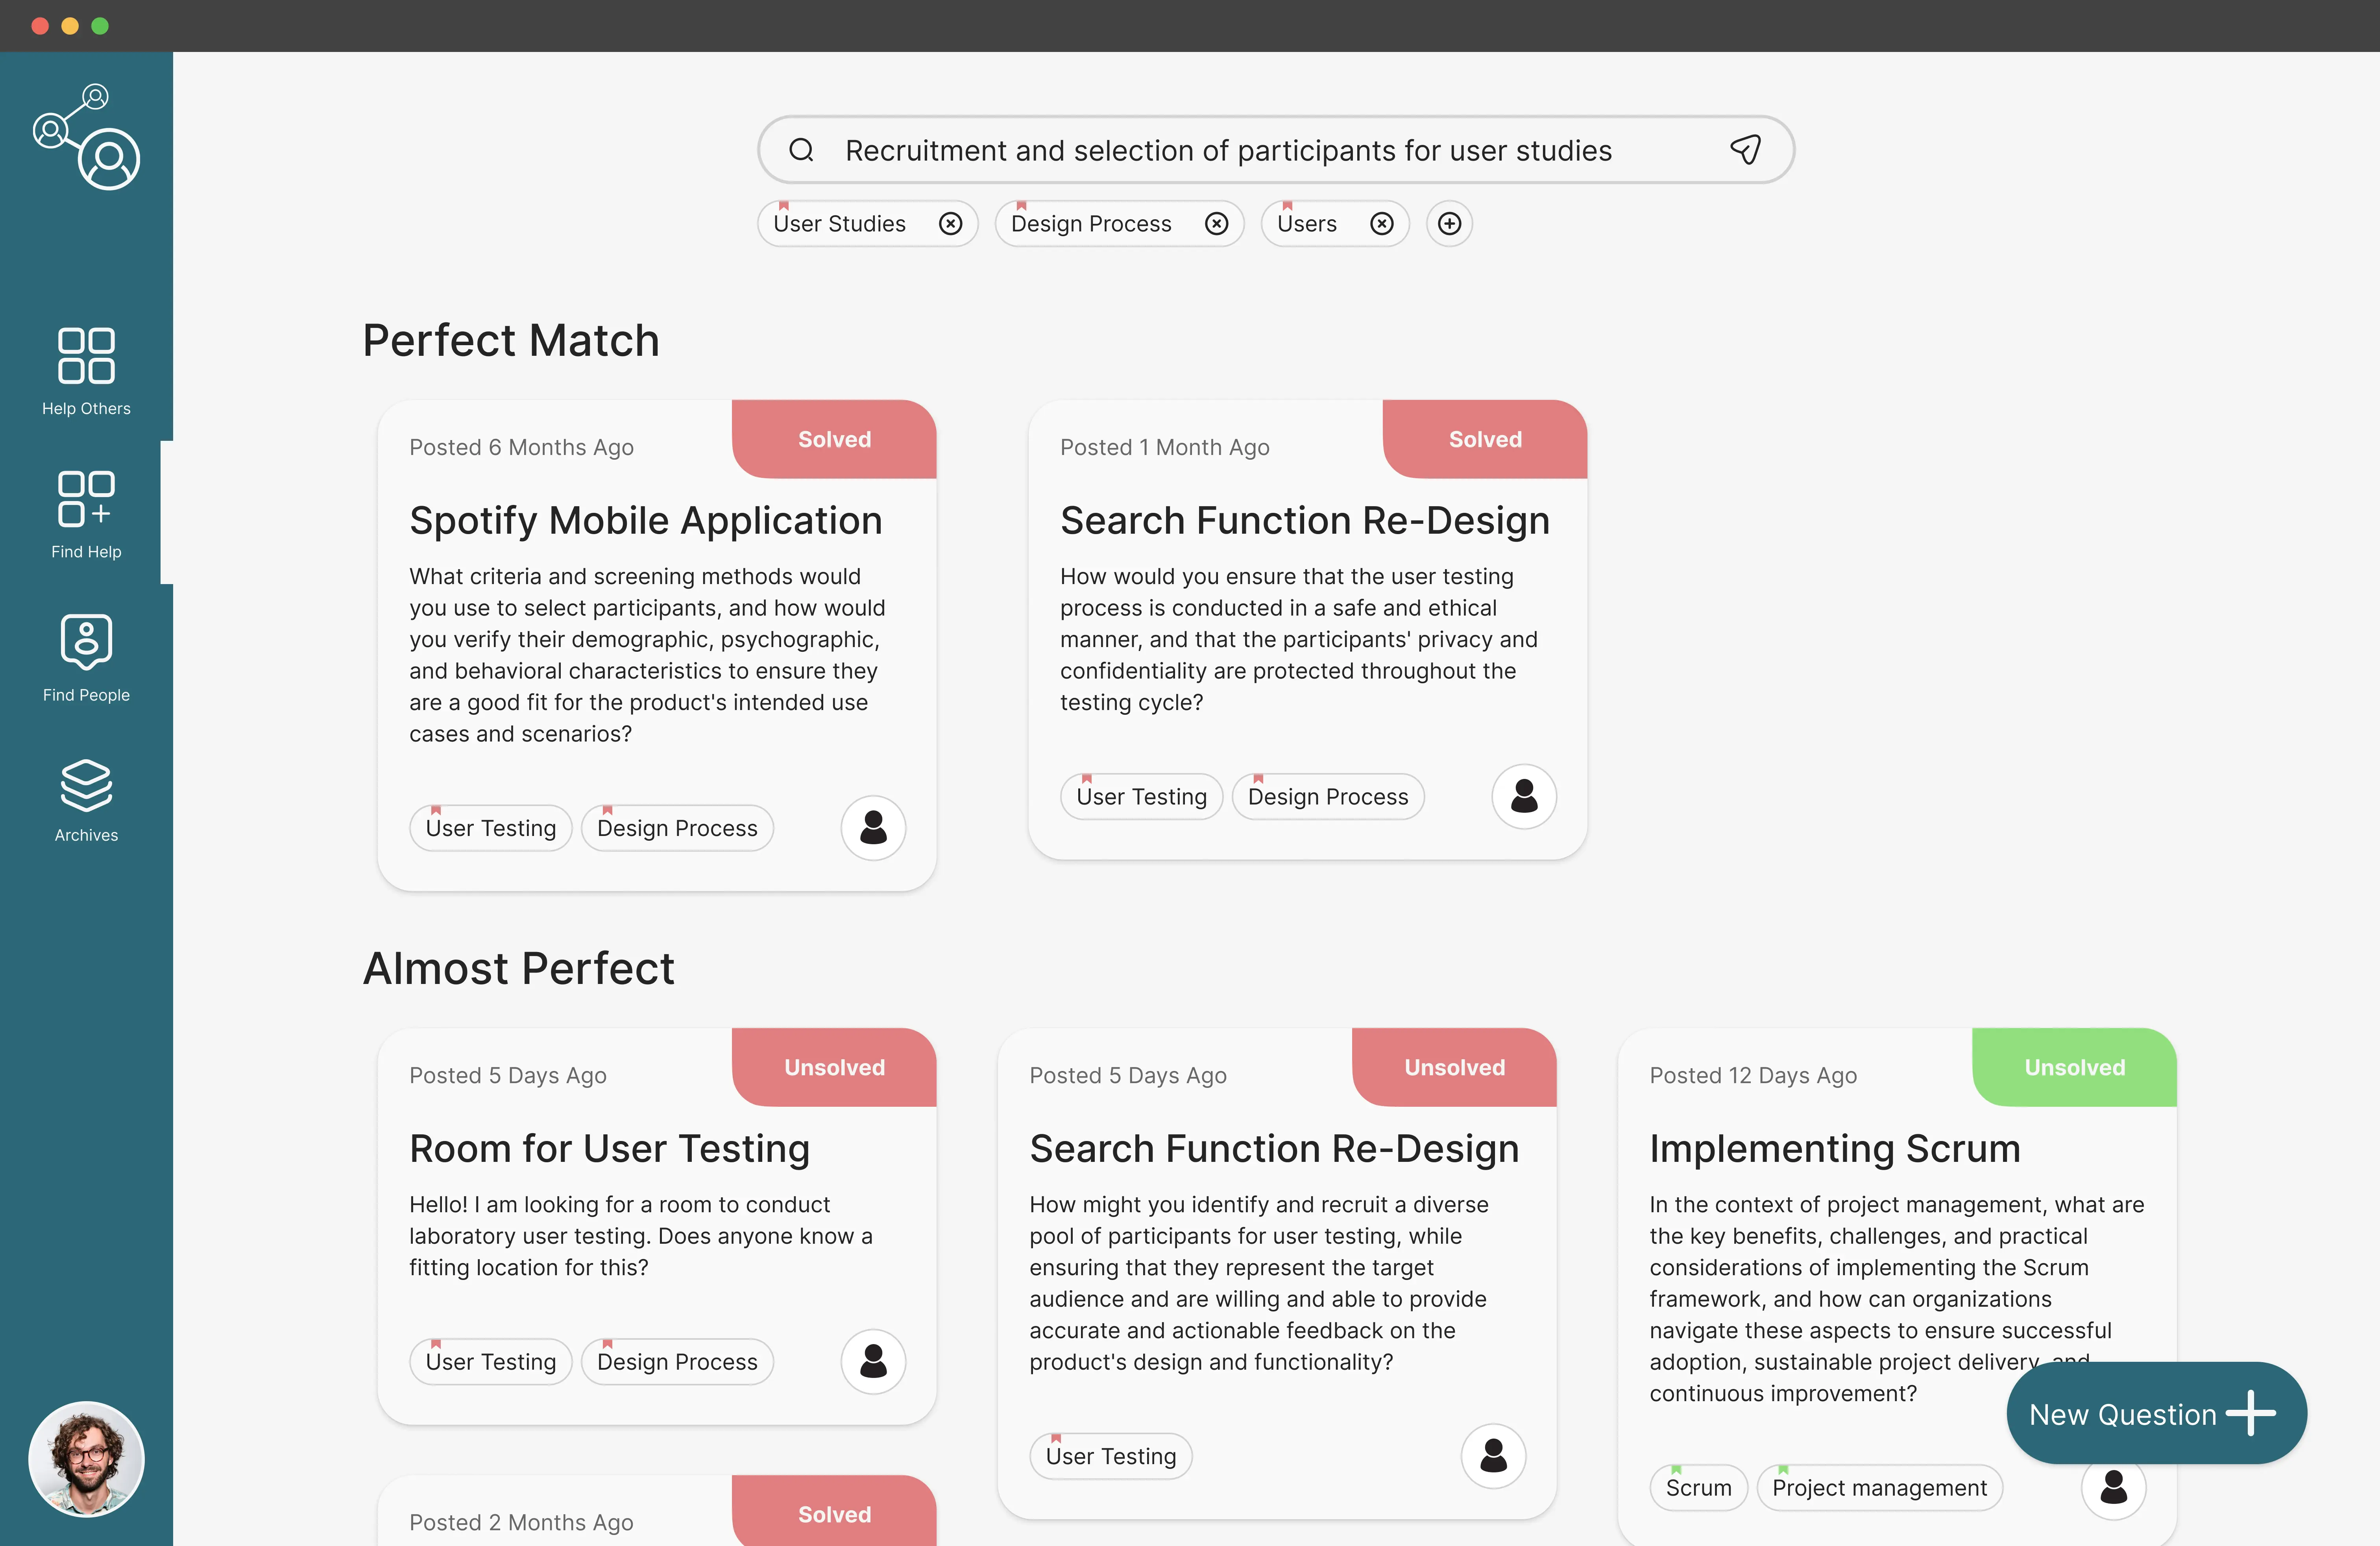 Recruitment and selection of participants for user studies
User Studies
Design Process
Users
Help Others
Find Help
Find People
Archives
Perfect Match
Posted 6 Months Ago
Solved
Spotify Mobile Application
What criteria and screening methods would
you use to select participants, and how would
you verify their demographic, psychographic,
and behavioral characteristics to ensure they
are a good fit for the product's intended use
cases and scenarios?
User Testing
Design Process
Posted 1 Month Ago
Solved
Search Function Re-Design
How would you ensure that the user testing
process is conducted in a safe and ethical
manner, and that the participants' privacy and
confidentiality are protected throughout the
testing cycle?
User Testing
Design Process
Almost Perfect
Posted 5 Days Ago
Unsolved
Room for User Testing
Hello! I am looking for a room to conduct
laboratory user testing. Does anyone know a
fitting location for this?
User Testing
Design Process
Posted 2 Months Ago
Solved
Posted 5 Days Ago
Unsolved
Search Function Re-Design
How might you identify and recruit a diverse
pool of participants for user testing, while
ensuring that they represent the target
audience and are willing and able to provide
accurate and actionable feedback on the
product's design and functionality?
User Testing
Posted 12 Days Ago
Unsolved
Implementing Scrum
In the context of project management, what are
the key benefits, challenges, and practical
considerations of implementing the Scrum
framework, and how can organizations
navigate these aspects to ensure successful
adoption, sustainable project delivery, and
continuous improvement?
Scrum
Project management
New Question